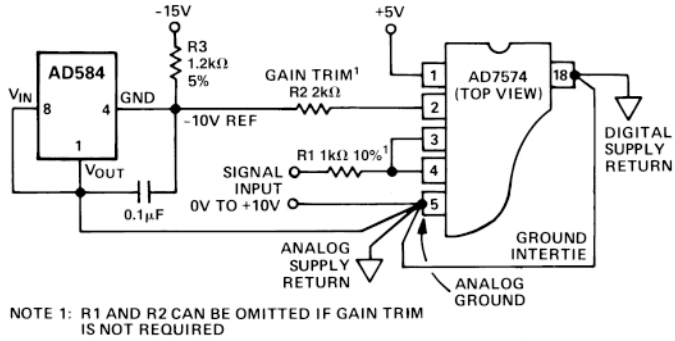 -15V
+5V
R3
1.2kΩ
5%
AD584
VIN
8
4
GND
1
VOUT
0.1µF
-10V REF
GAIN TRIM¹
R2 2kΩ
R1 1kΩ 10%¹
SIGNAL
INPUT
0V TO +10V
1
2
3
4
5
AD7574
(TOP VIEW)
18
DIGITAL
SUPPLY
RETURN
GROUND
INTERTIE
ANALOG
SUPPLY
RETURN
ANALOG
GROUND
NOTE 1: R1 AND R2 CAN BE OMITTED IF GAIN TRIM
IS NOT REQUIRED